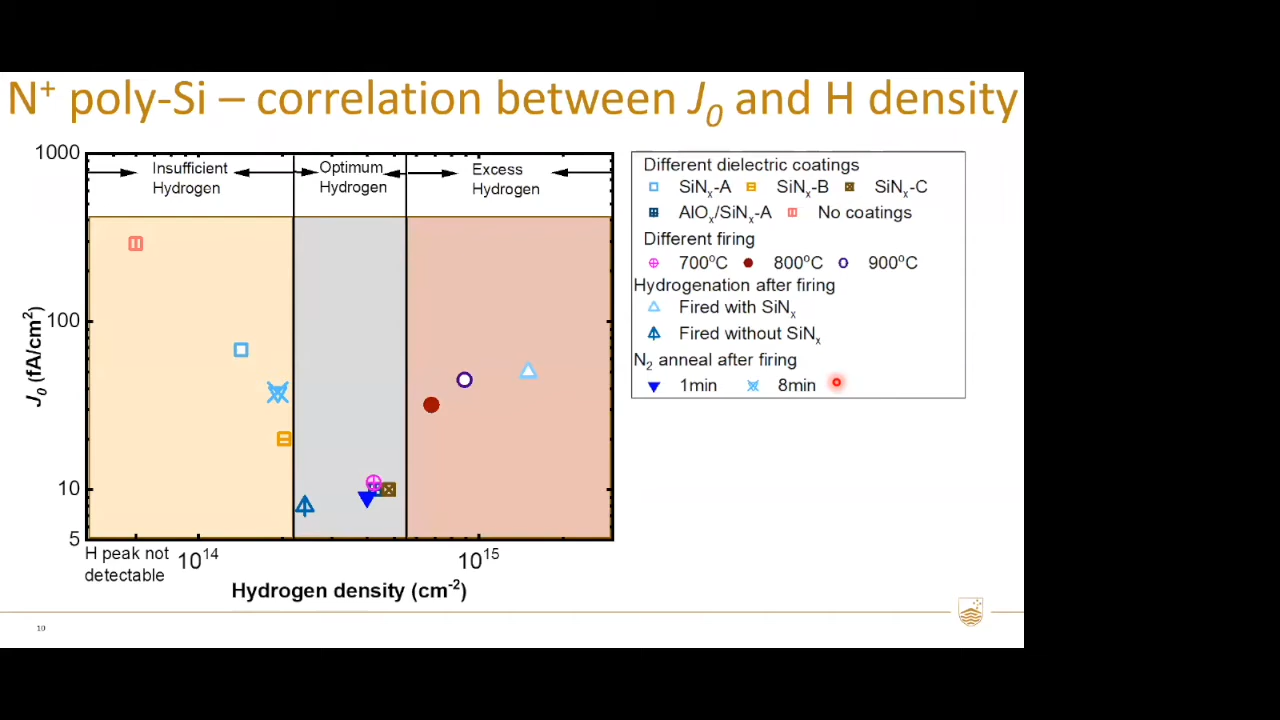 N⁺ poly-Si – correlation between J₀ and H density
1000
100
10
5
J₀ (fA/cm²)
Insufficient
Hydrogen
Optimum
Hydrogen
Excess
Hydrogen
H peak not
detectable
10¹⁴
10¹⁵
Hydrogen density (cm⁻²)
Different dielectric coatings
SiNₓ-A SiNₓ-B SiNₓ-C
AlOₓ/SiNₓ-A No coatings
Different firing
700⁰C 800⁰C 900⁰C
Hydrogenation after firing
Fired with SiNₓ
Fired without SiNₓ
N₂ anneal after firing
1min 8min
10